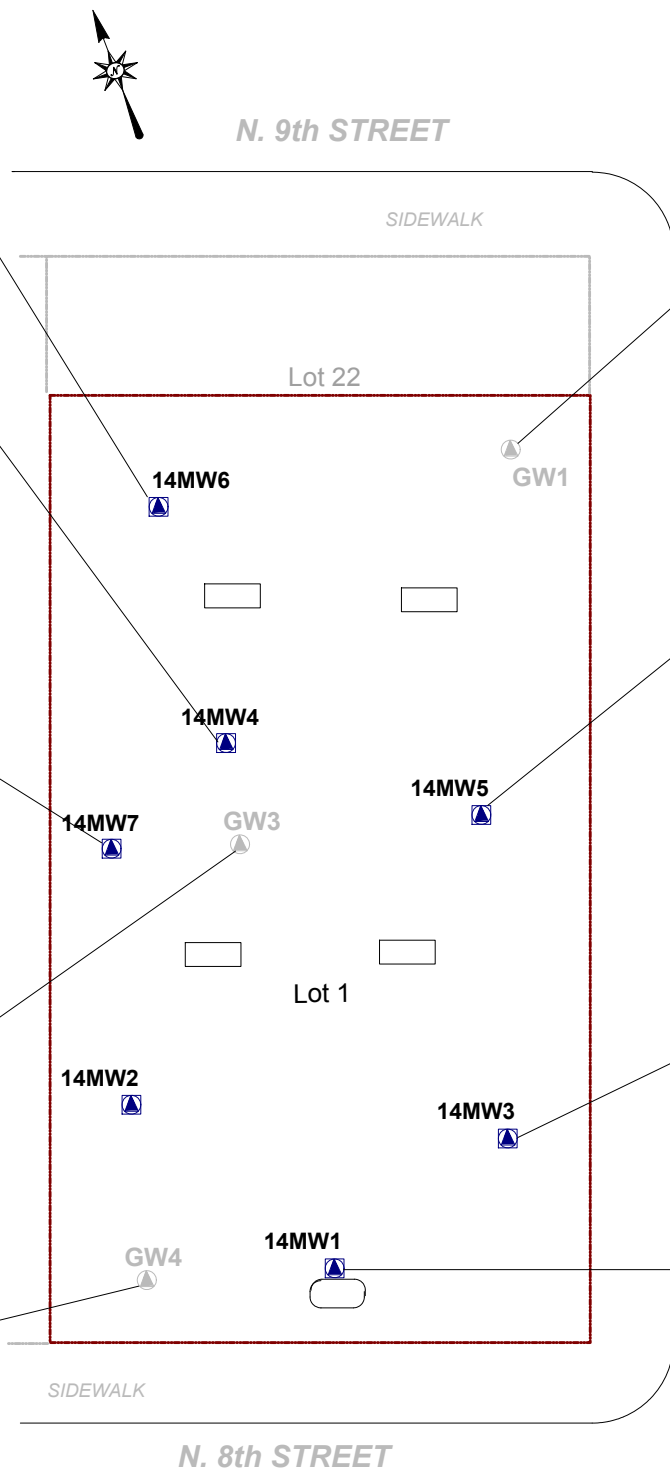 N
N. 9th STREET
SIDEWALK
Lot 22
GW1
14MW6
14MW4
14MW5
14MW7
GW3
Lot 1
14MW2
14MW3
14MW1
GW4
SIDEWALK
N. 8th STREET